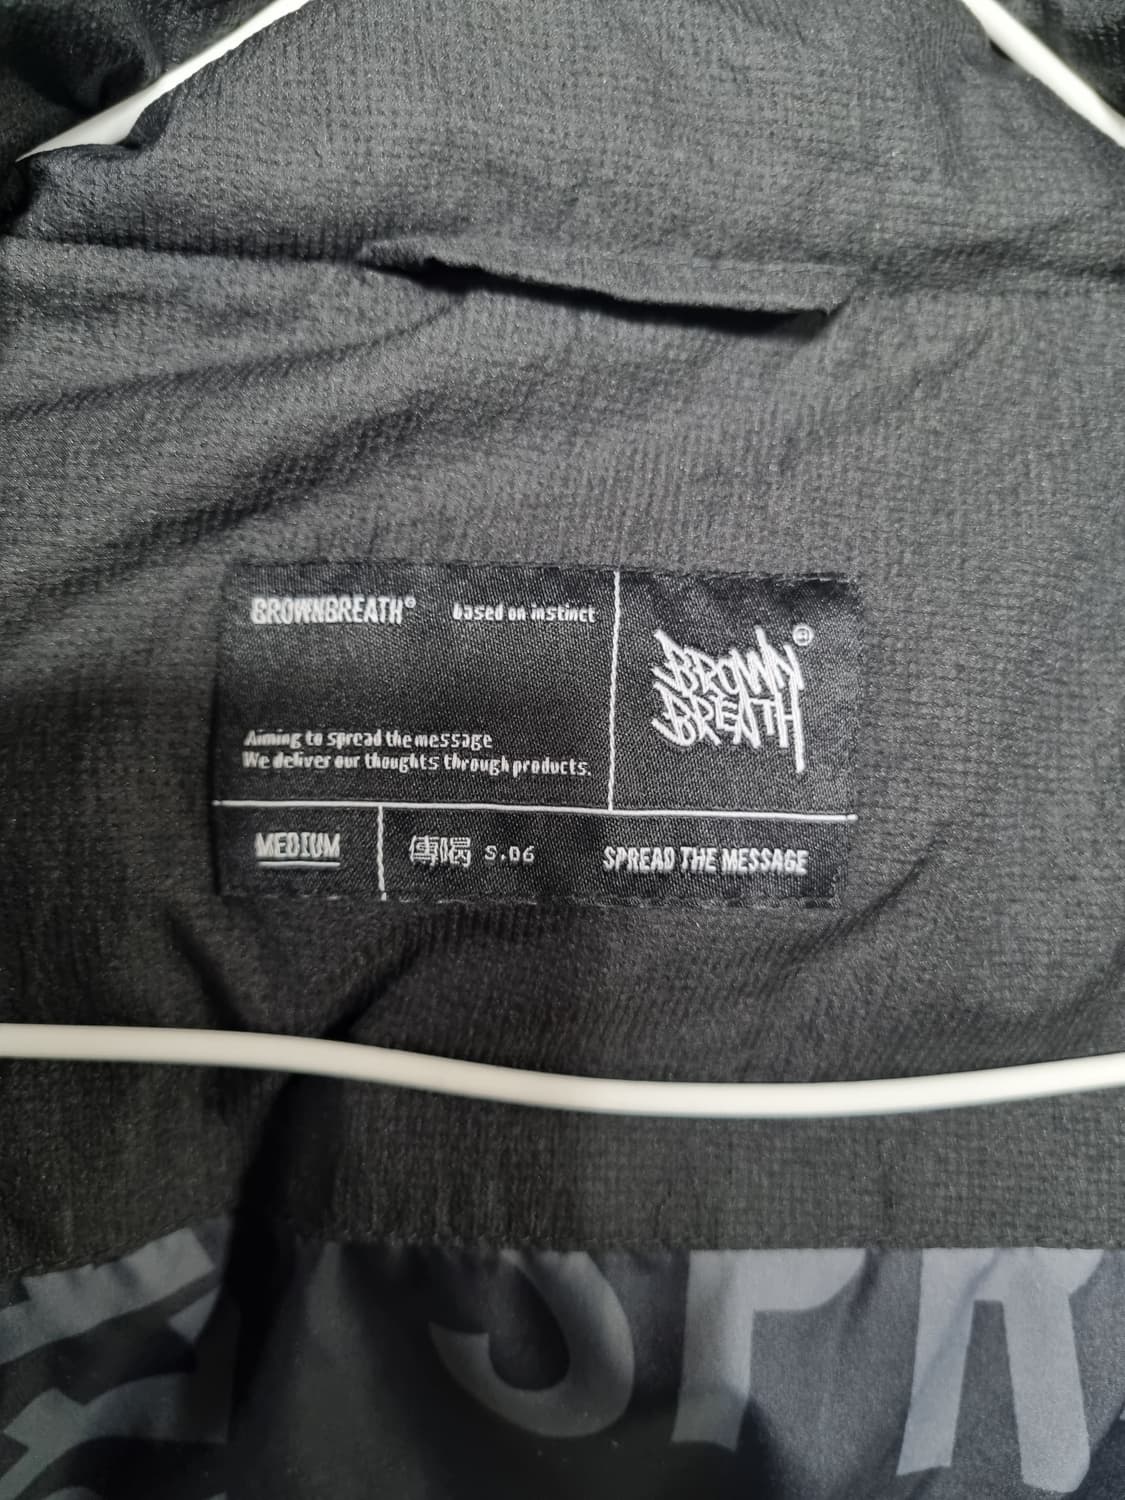 BROWNBREATH® based on instinct
BROWN
BREATH®
Aiming to spread the message
We deliver our thoughts through products.
MEDIUM
傳喝 S.06
SPREAD THE MESSAGE
SPR